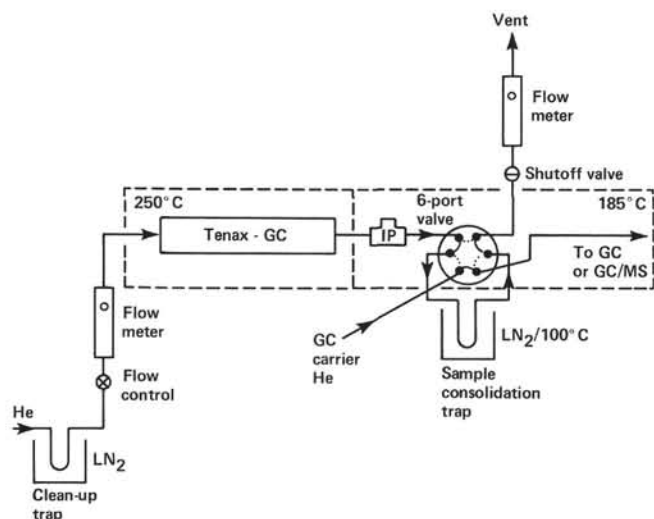 Vent
Flow
meter
Shutoff valve
250°C
6-port
valve
185°C
Tenax - GC
IP
To GC
or GC/MS
Flow
meter
GC
carrier
He
LN2/100°C
Flow
control
Sample
consolidation
trap
He
LN2
Clean-up
trap